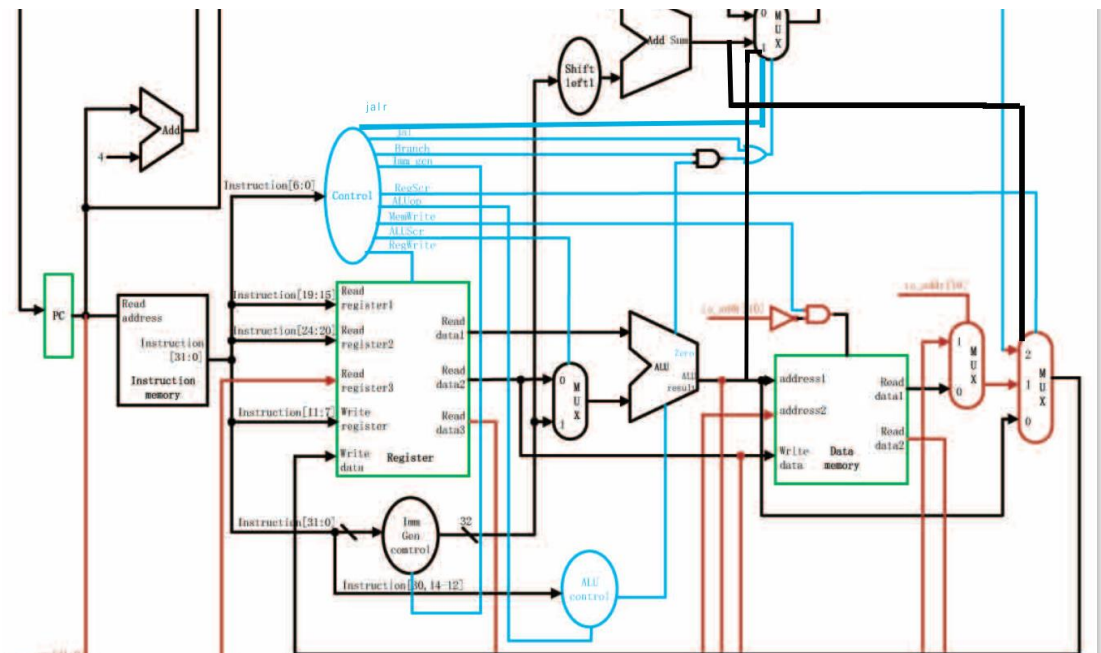 0
M
U
X
1
Add Sum
Shift
left1
jalr
Add
4
jal
Branch
Imm_gen
Instruction[6:0]
Control
RegScr
ALUop
MemWrite
ALUScr
RegWrite
PC
Read
address
Instruction
[31:0]
Instruction
memory
Instruction[19:15]
Read
register1
Instruction[24:20]
Read
register2
Read
register3
Instruction[11:7]
Write
register
Write
data
Register
Read
data1
Read
data2
Read
data3
0
M
U
X
1
Zero
ALU
ALU
result
address1
address2
Write
data
Data
memory
Read
data1
Read
data2
1
M
U
X
0
2
M
U
X
1
0
Instruction[31:0]
Imm
Gen
control
32
Instruction[30,14-12]
ALU
control